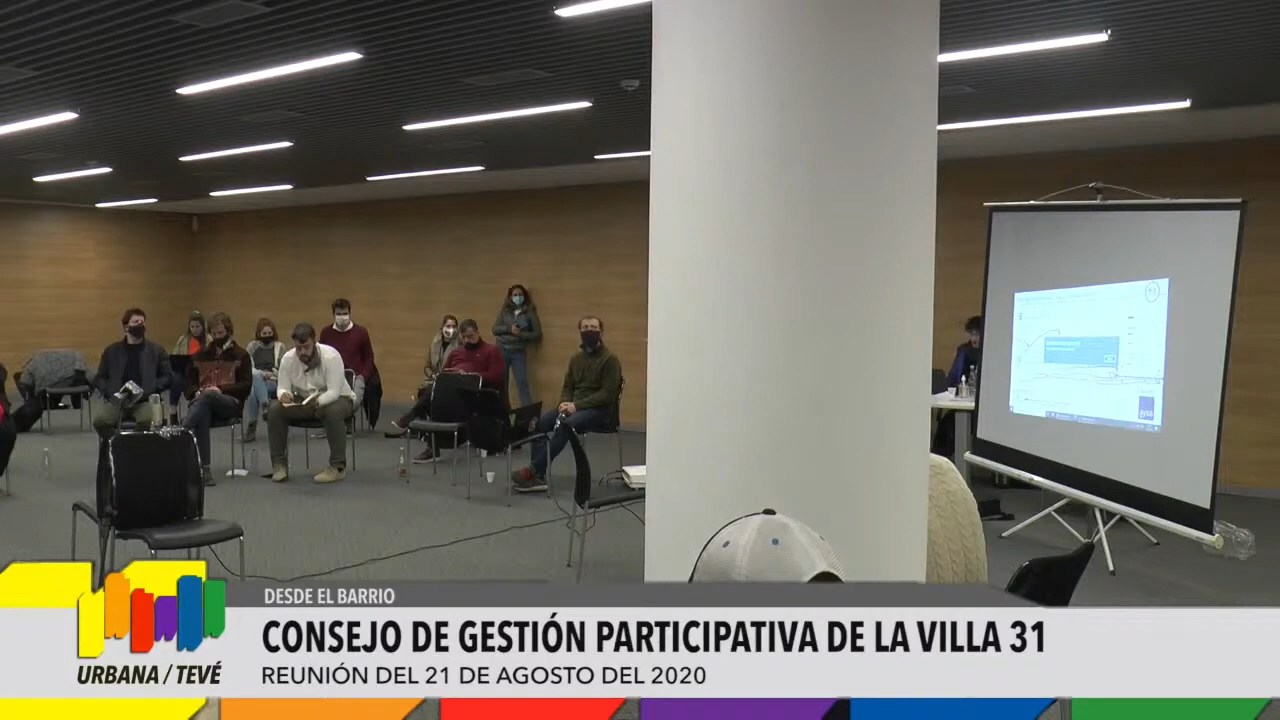 DESDE EL BARRIO
CONSEJO DE GESTIÓN PARTICIPATIVA DE LA VILLA 31
REUNIÓN DEL 21 DE AGOSTO DEL 2020
URBANA / TEVÉ